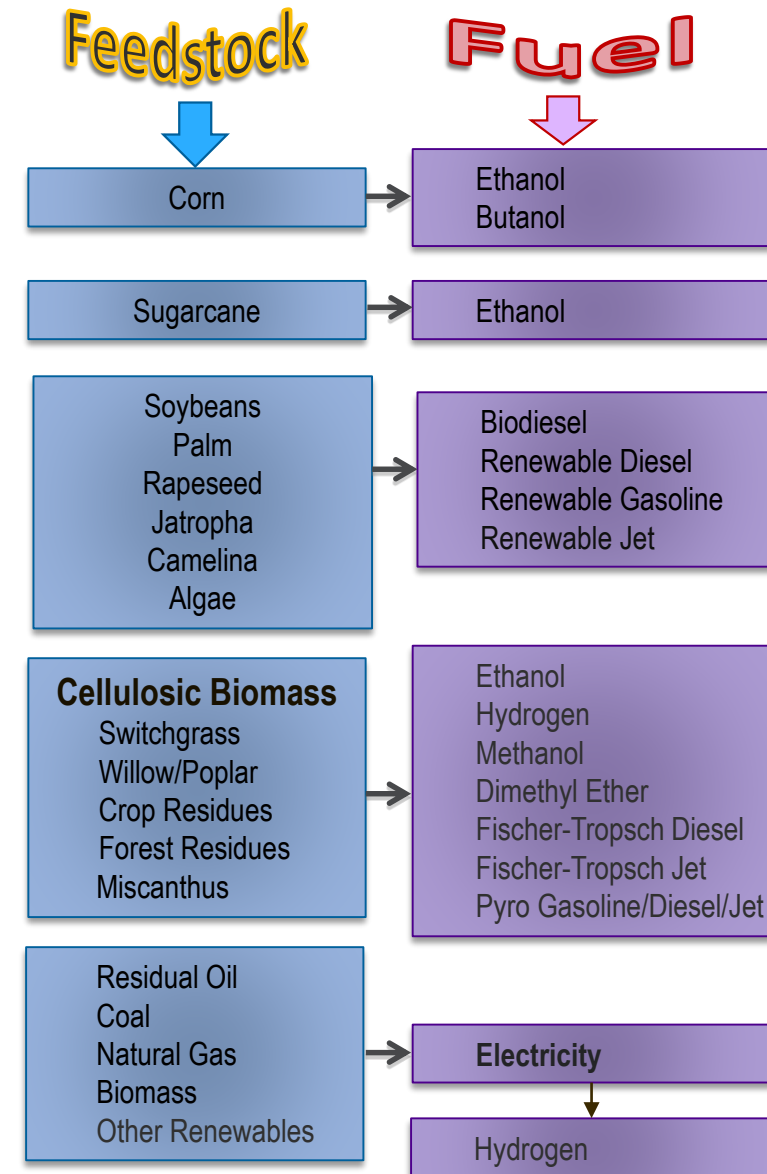 Feedstock
Fuel
Corn
Ethanol
Butanol
Sugarcane
Ethanol
Soybeans
Palm
Rapeseed
Jatropha
Camelina
Algae
Biodiesel
Renewable Diesel
Renewable Gasoline
Renewable Jet
Cellulosic Biomass
Switchgrass
Willow/Poplar
Crop Residues
Forest Residues
Miscanthus
Ethanol
Hydrogen
Methanol
Dimethyl Ether
Fischer-Tropsch Diesel
Fischer-Tropsch Jet
Pyro Gasoline/Diesel/Jet
Residual Oil
Coal
Natural Gas
Biomass
Other Renewables
Electricity
Hydrogen